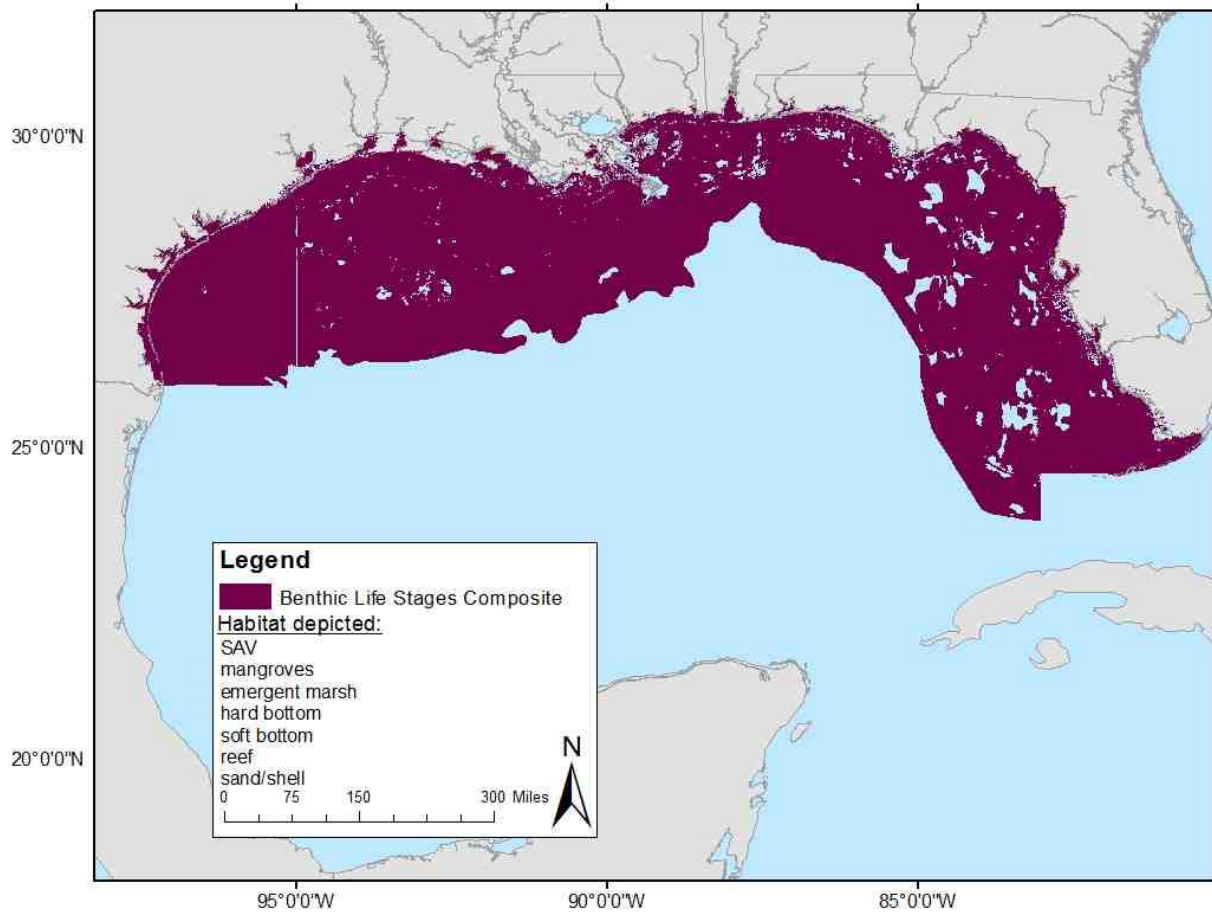 30°0'0"N
25°0'0"N
20°0'0"N
Legend
Benthic Life Stages Composite
Habitat depicted:
SAV
mangroves
emergent marsh
hard bottom
soft bottom
reef
sand/shell
0 75 150 300 Miles
N
95°0'0"W 90°0'0"W 85°0'0"W